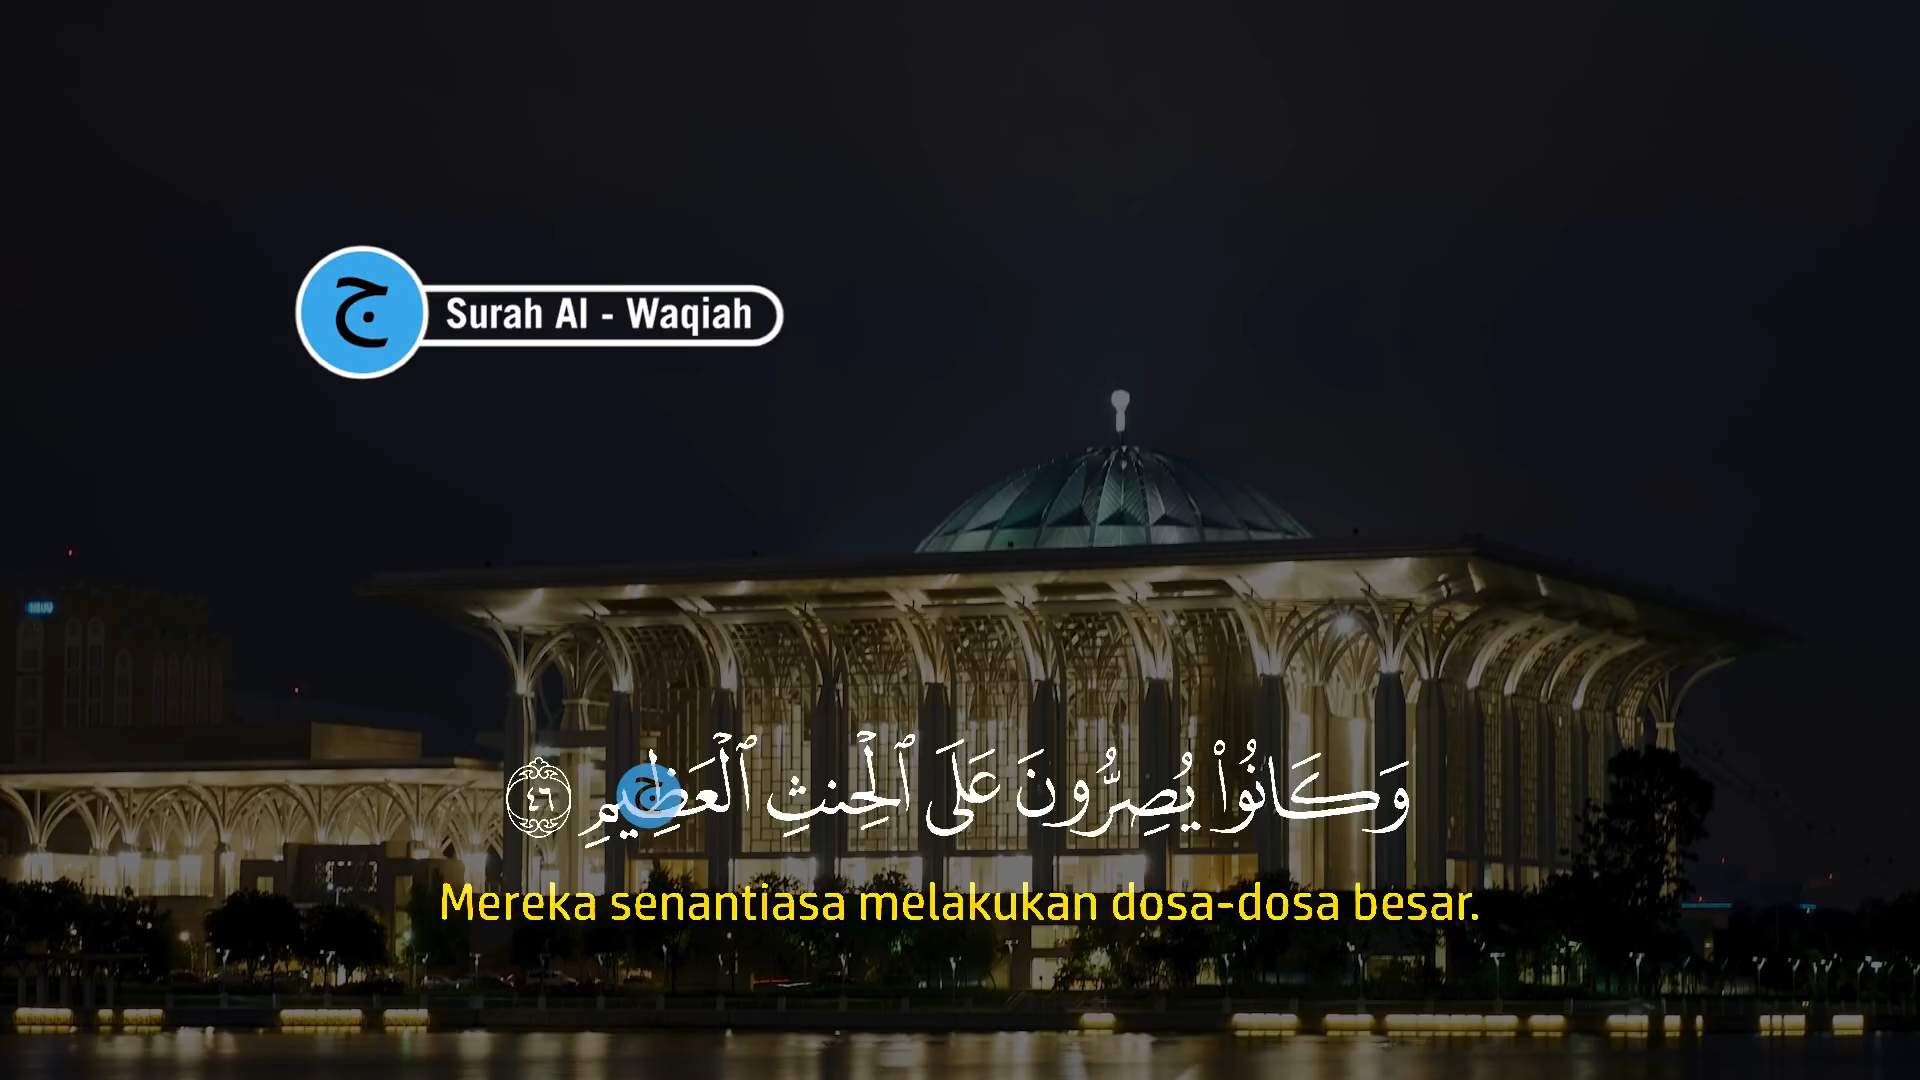 ج
Surah Al - Waqiah
وَكَانُوا۟ يُصِرُّونَ عَلَى ٱلْحِنثِ ٱلْعَظِيمِ ٤٦
ج
Mereka senantiasa melakukan dosa-dosa besar.